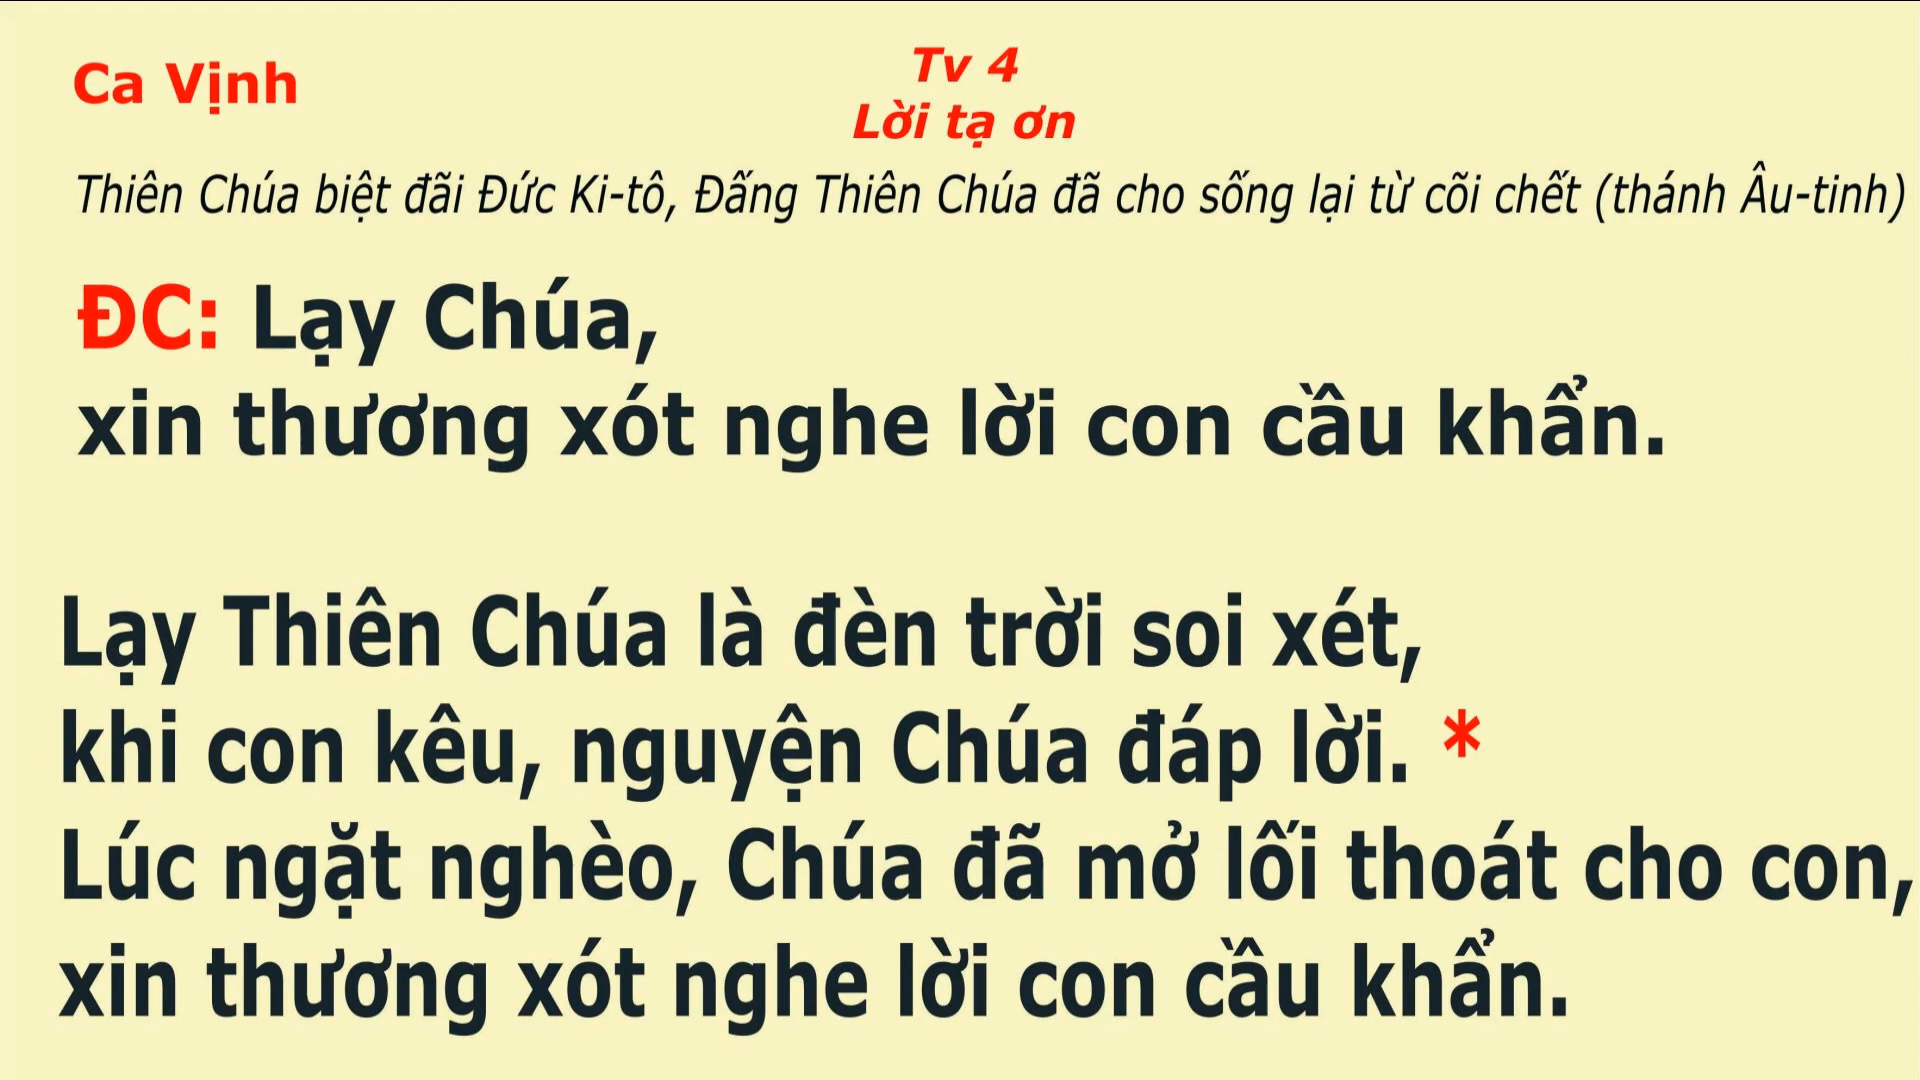 Ca Vịnh
Tv 4
Lời tạ ơn
Thiên Chúa biệt đãi Đức Ki-tô, Đấng Thiên Chúa đã cho sống lại từ cõi chết (thánh Âu-tinh)
ĐC: Lạy Chúa,
xin thương xót nghe lời con cầu khẩn.
Lạy Thiên Chúa là đèn trời soi xét,
khi con kêu, nguyện Chúa đáp lời. *
Lúc ngặt nghèo, Chúa đã mở lối thoát cho con,
xin thương xót nghe lời con cầu khẩn.